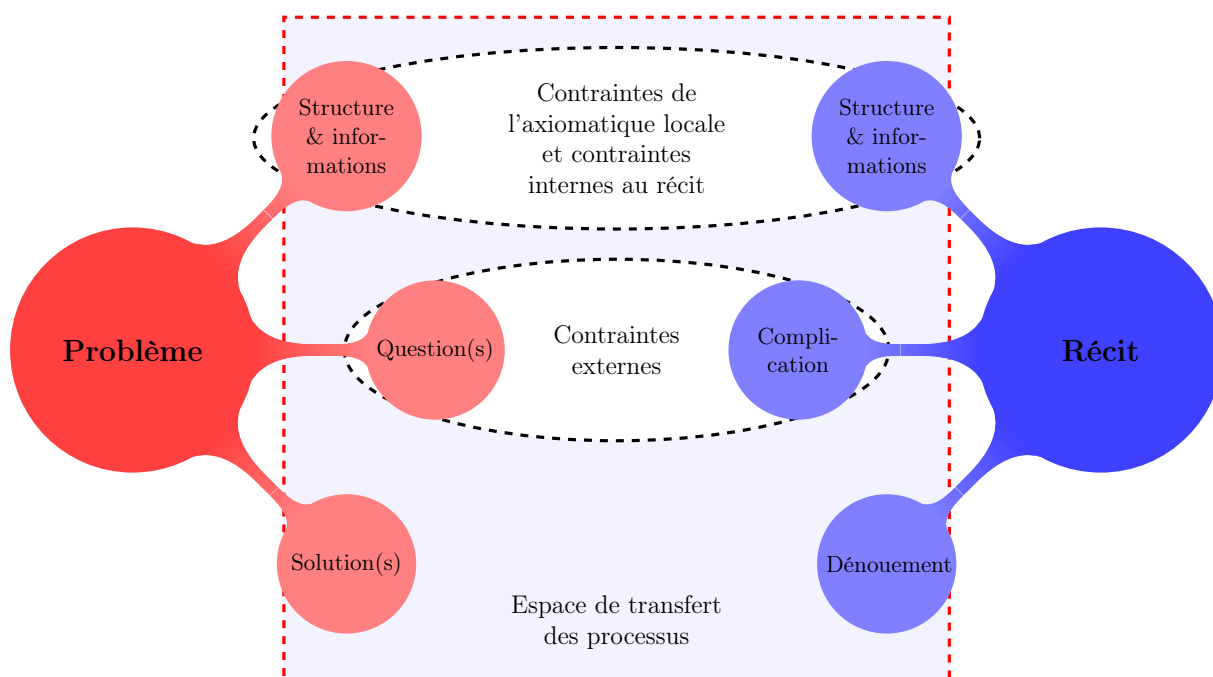 Structure
& infor-
mations
Contraintes de
l'axiomatique locale
et contraintes
internes au récit
Structure
& infor-
mations
Problème
Question(s)
Contraintes
externes
Compli-
cation
Récit
Solution(s)
Dénouement
Espace de transfert
des processus